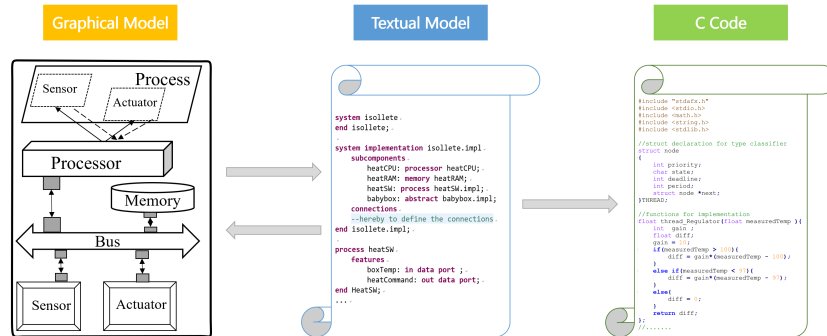 Graphical Model
Textual Model
C Code
Process
Sensor
Actuator
Processor
Memory
Bus
Sensor
Actuator
system isollete
end isollete;
system implementation isollete.impl
subcomponents
heatCPU: processor heatCPU;
heatRAM: memory heatRAM;
heatSW: process heatSW.impl;
babybox: abstract babybox.impl;
connections
--hereby to define the connections
end isollete.impl;
process heatSW
features
boxTemp: in data port ;
heatCommand: out data port;
end HeatSW;
...
#include "stdafx.h"
#include <stdio.h>
#include <math.h>
#include <string.h>
#include <stdlib.h>
//struct declaration for type classifier
struct node
{
int priority;
char state;
int deadline;
int period;
struct node *next;
}THREAD;
//functions for implementation
float thread_Regulator(float measuredTemp ){
int  gain ;
float diff;
gain = 10;
if(measuredTemp > 100){
diff = gain*(measuredTemp - 100);
}
else if(measuredTemp < 97){
diff = gain*(measuredTemp - 97);
}
else{
diff = 0;
}
return diff;
};
//.......